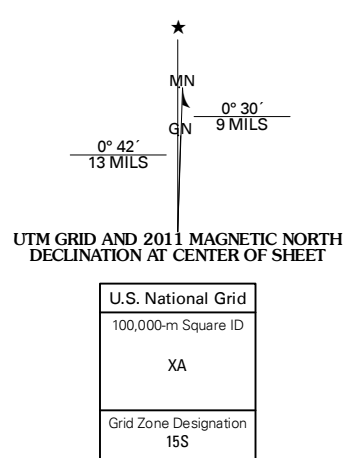 ★
MN
0° 30´
9 MILS
GN
0° 42´
13 MILS
UTM GRID AND 2011 MAGNETIC NORTH
DECLINATION AT CENTER OF SHEET
U.S. National Grid
100,000-m Square ID
XA
Grid Zone Designation
15S